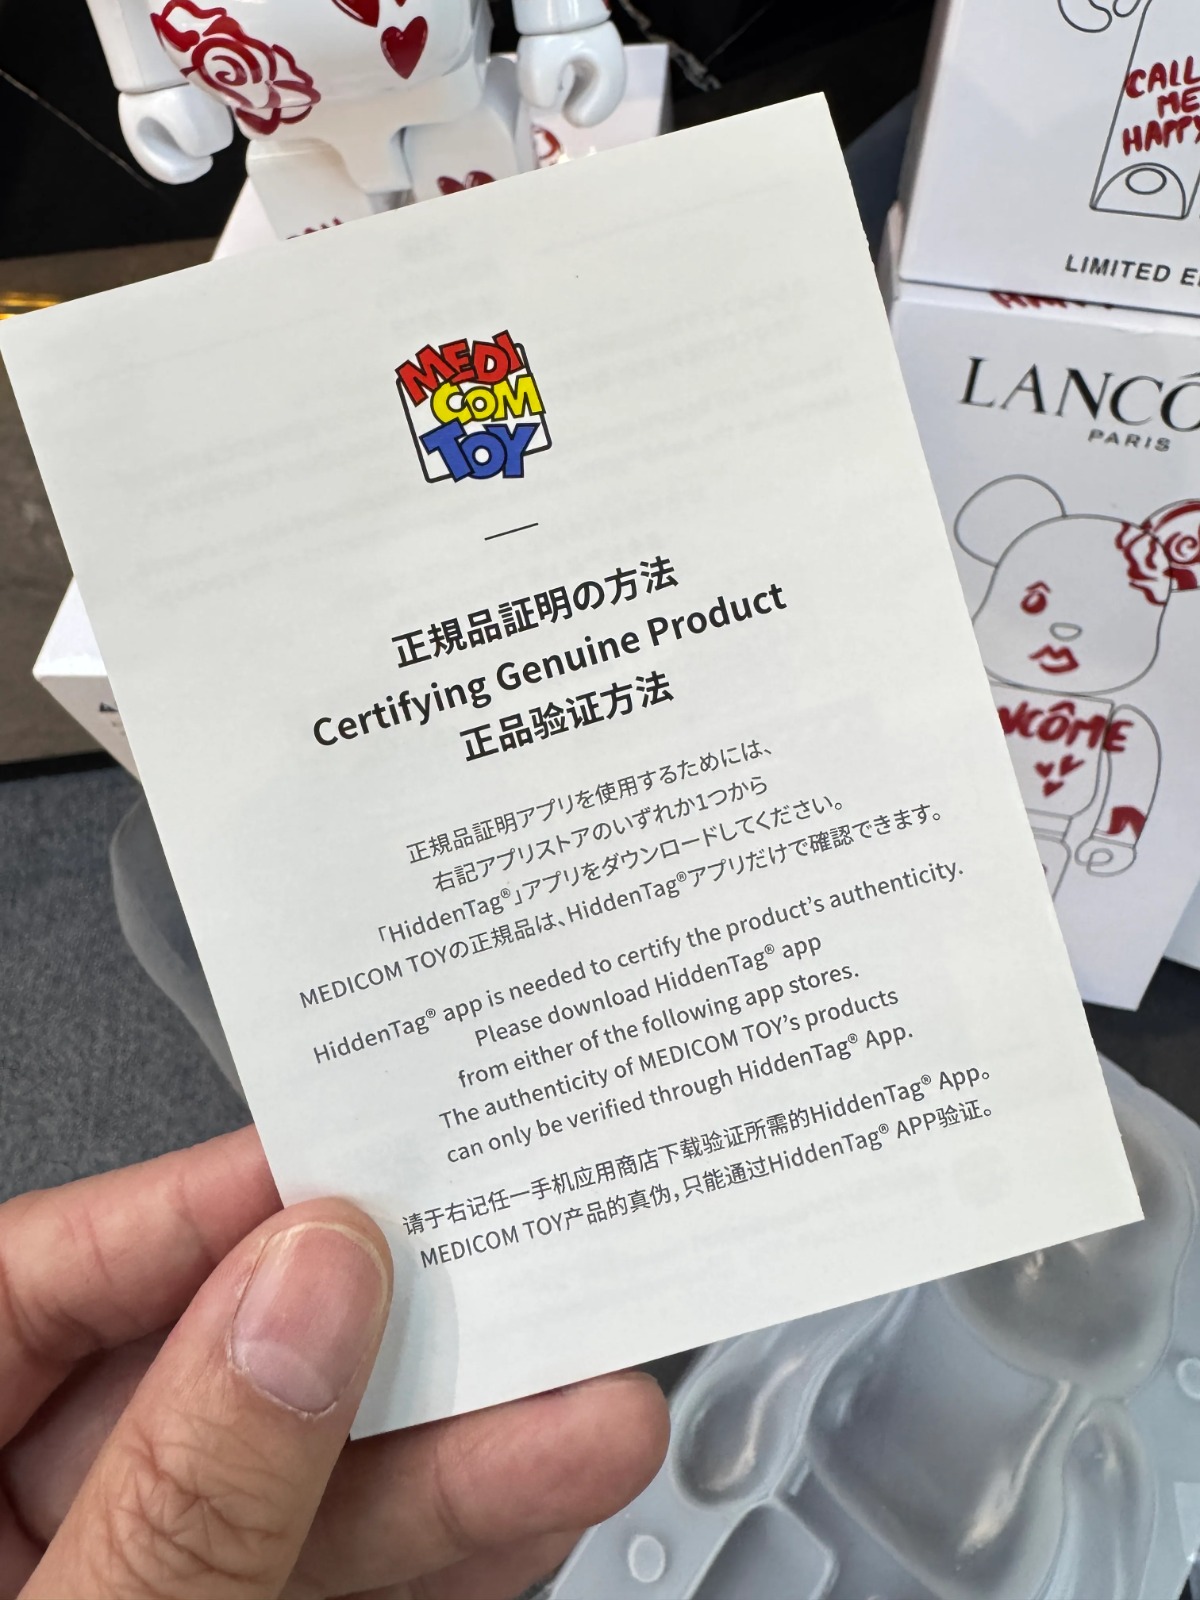 CALL
ME
HAPPY
LIMITED
LANCÔ
PARIS
NCÔME
MEDI
COM
TOY
正規品証明の方法
Certifying Genuine Product
正品验证方法
正規品証明アプリを使用するためには、
右記アプリストアのいずれか1つから
「HiddenTag®」アプリをダウンロードしてください。
MEDICOM TOYの正規品は、HiddenTag®アプリだけで確認できます。
HiddenTag® app is needed to certify the product's authenticity.
Please download HiddenTag® app
from either of the following app stores.
The authenticity of MEDICOM TOY's products
can only be verified through HiddenTag® App.
请于右记任一手机应用商店下载验证所需的HiddenTag® App。
MEDICOM TOY产品的真伪，只能通过HiddenTag® APP验证。